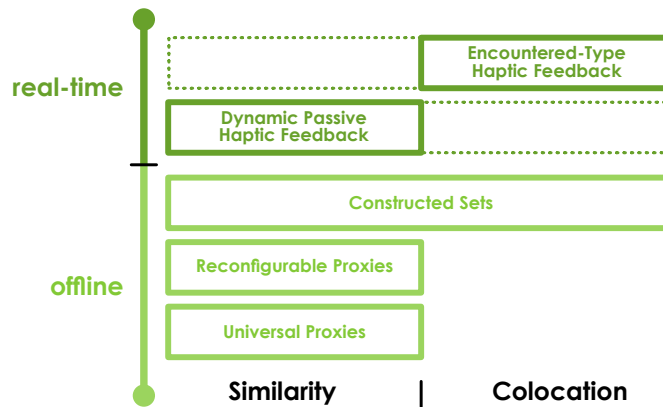 Encountered-Type
Haptic Feedback
real-time
Dynamic Passive
Haptic Feedback
Constructed Sets
Reconfigurable Proxies
offline
Universal Proxies
Similarity | Colocation